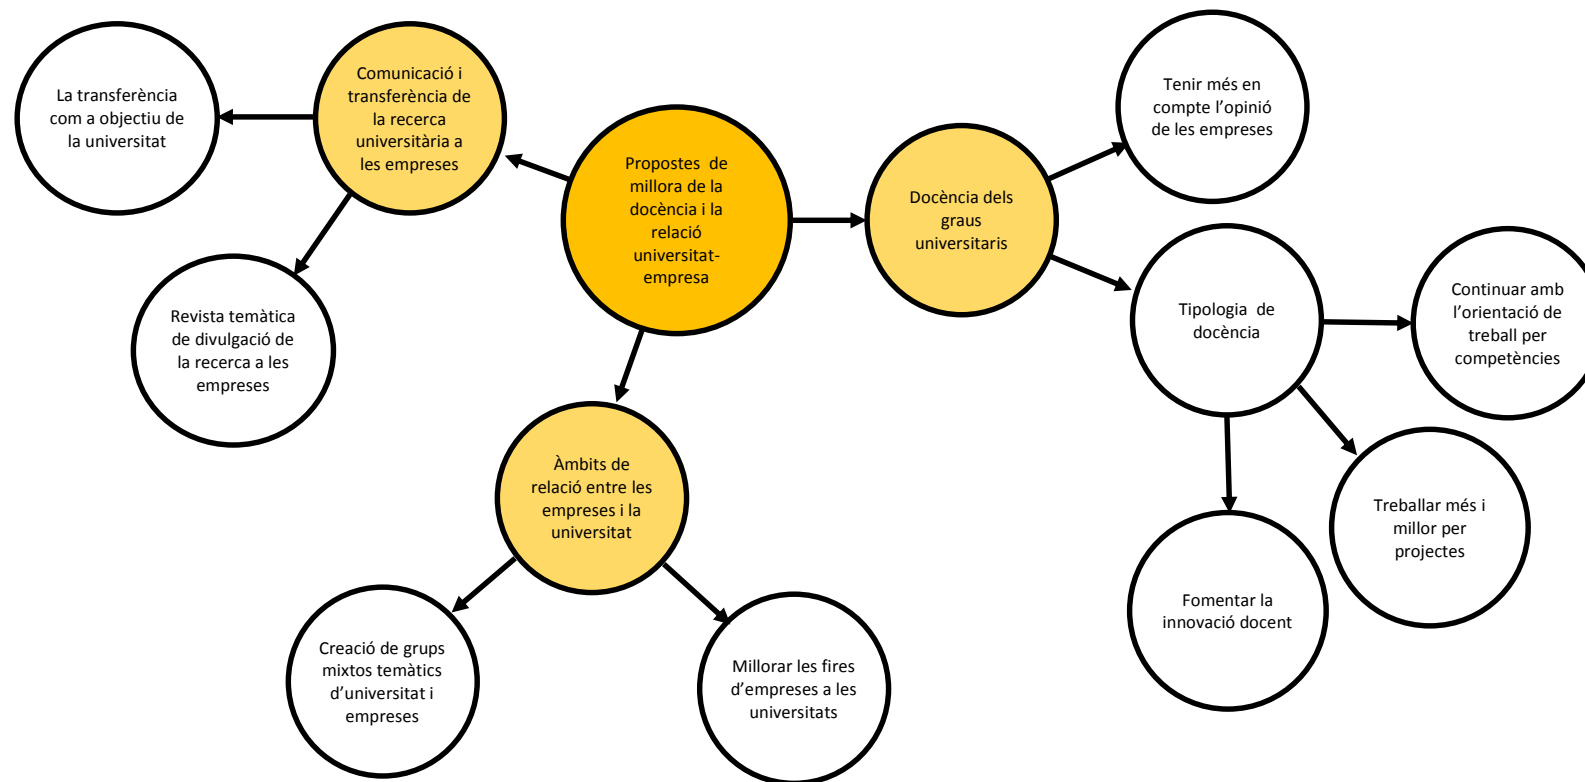 La transferència
com a objectiu de
la universitat
Comunicació i
transferència de
la recerca
universitària a
les empreses
Propostes de
millora de la
docència i la
relació
universitat-
empresa
Docència dels
graus
universitaris
Tenir més en
compte l’opinió
de les empreses
Tipologia de
docència
Continuar amb
l’orientació de
treball per
competències
Revista temàtica
de divulgació de
la recerca a les
empreses
Àmbits de
relació entre les
empreses i la
universitat
Treballar més i
millor per
projectes
Fomentar la
innovació docent
Creació de grups
mixtos temàtics
d’universitat i
empreses
Millorar les fires
d’empreses a les
universitats